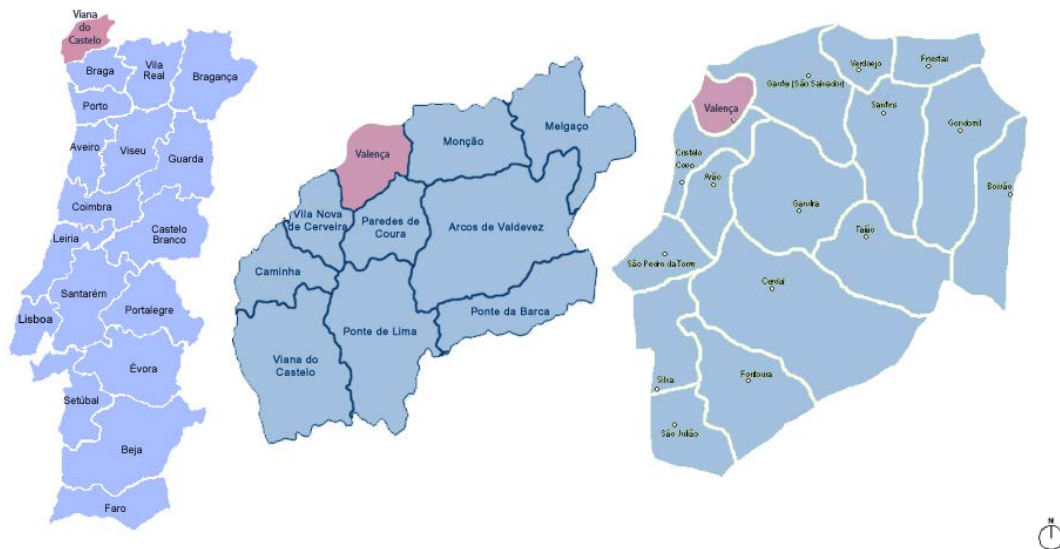 Viana
do
Castelo
Braga
Vila
Real
Bragança
Porto
Aveiro
Viseu
Guarda
Coimbra
Leiria
Castelo
Branco
Santarém
Lisboa
Portalegre
Évora
Setúbal
Beja
Faro
Melgaço
Monção
Valença
Vila Nova
de Cerveira
Paredes de
Coura
Arcos de Valdevez
Caminha
Ponte da Barca
Ponte de Lima
Viana do
Castelo
Verdoejo
Friestas
Ganfei (São Salvador)
Valença
Sanfins
Gondomil
Cristelo
Covo
Arão
Boivão
Gandra
Taião
São Pedro da Torre
Cerdal
Silva
Fontoura
São Julião
N